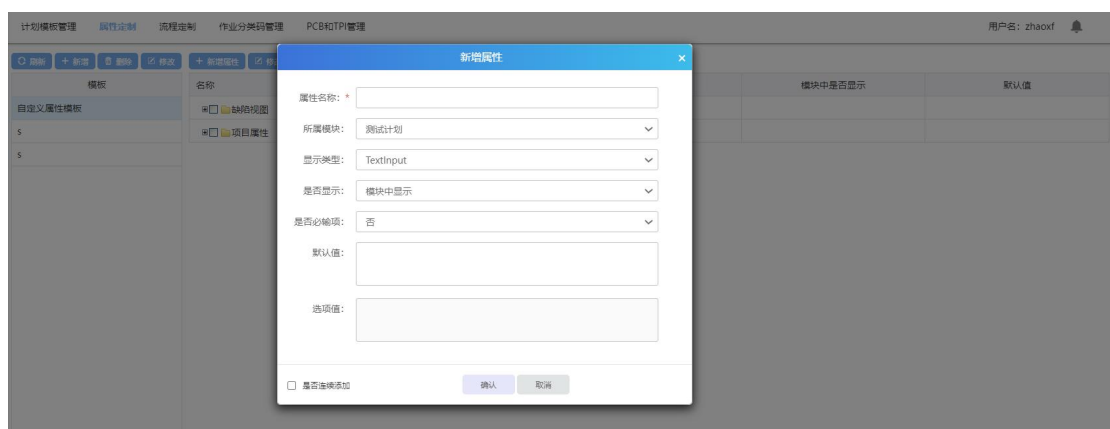 计划模板管理 属性定制 流程定制 作业分类码管理 PCB和TPI管理 用户名：zhaoxf
刷新 新增 删除 修改 新增属性
新增属性 ×
模板 名称 模块中是否显示 默认值
自定义属性模板 缺陷视图
s 项目属性
s
属性名称：*
所属模块： 测试计划
显示类型： TextInput
是否显示： 模块中显示
是否必输项： 否
默认值：
选项值：
是否连续添加 确认 取消